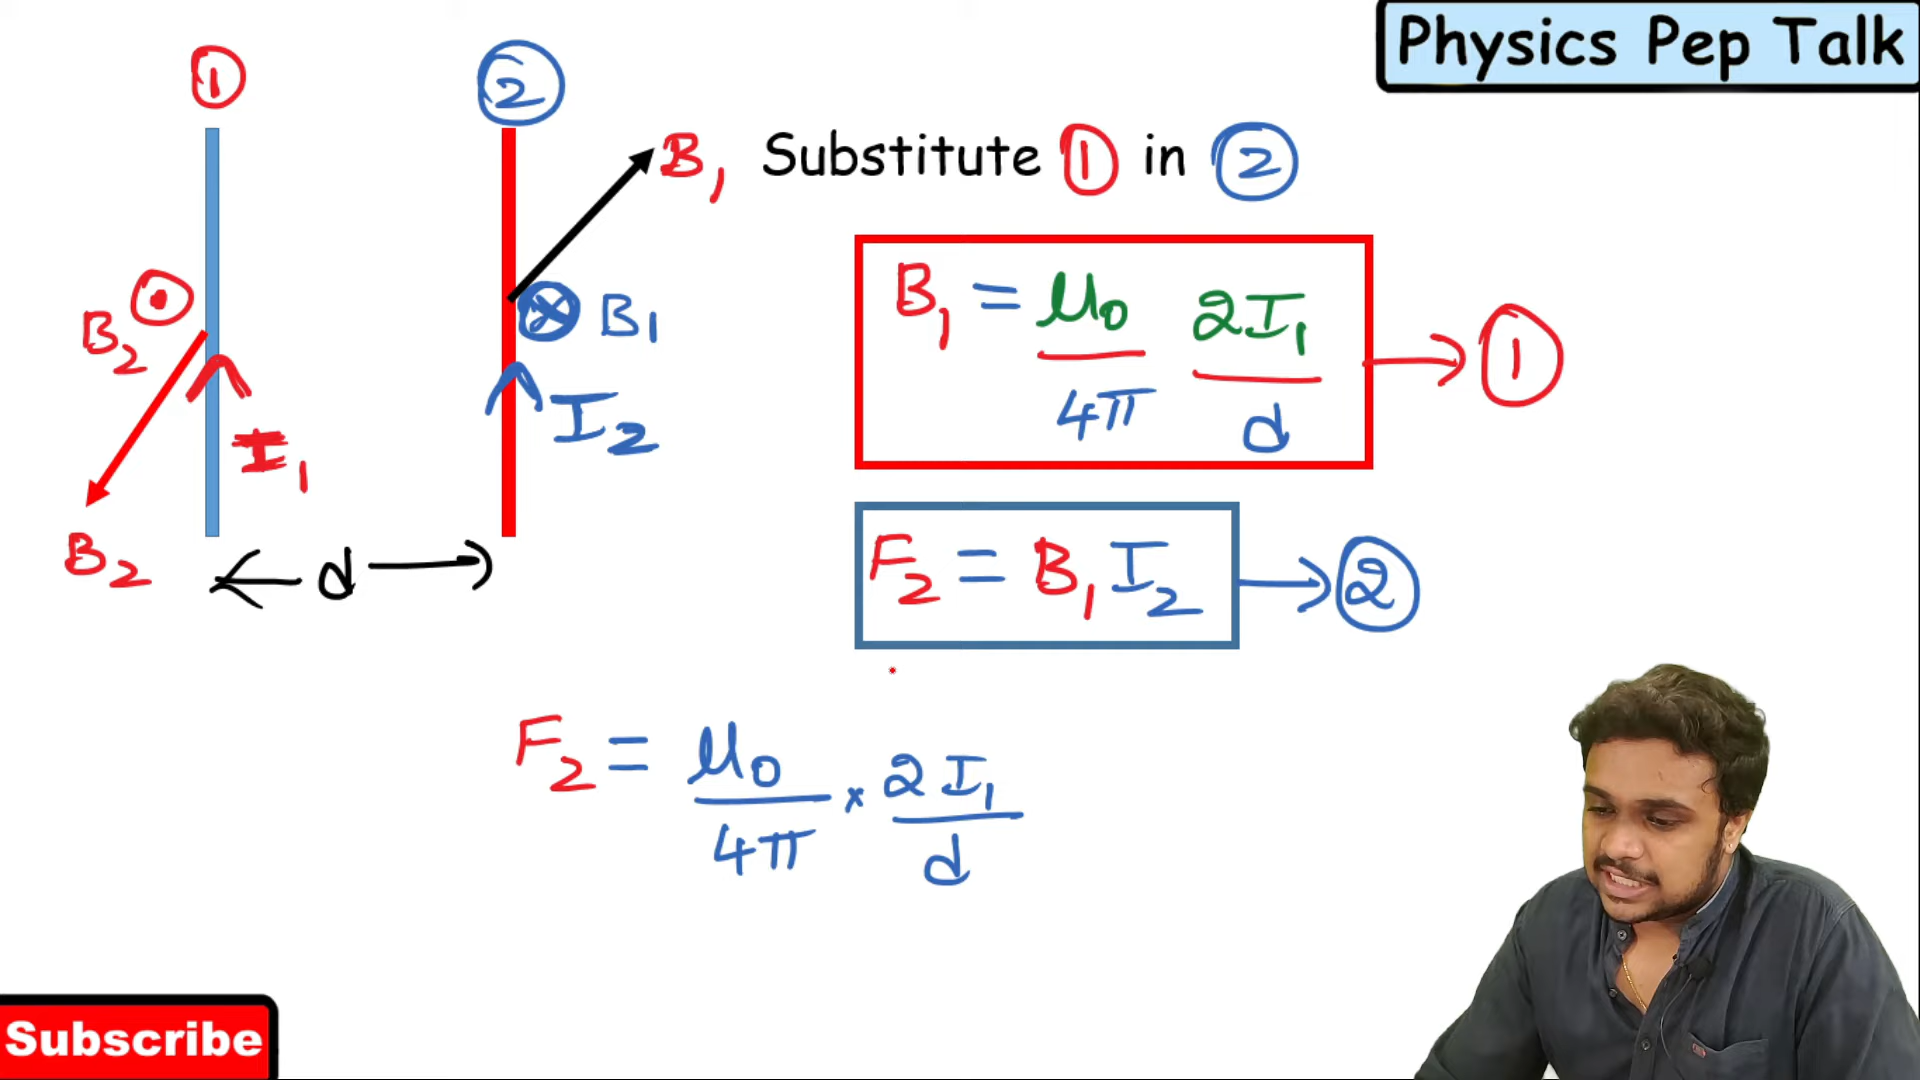 Physics Pep Talk
① ②
B₁ Substitute ① in ②
B₂ ⊙ ⊗ B₁
I₁ I₂
B₂ d
B₁ = μ₀/4π 2I₁/d → ①
F₂ = B₁I₂ → ②
F₂ = μ₀/4π × 2I₁/d
Subscribe